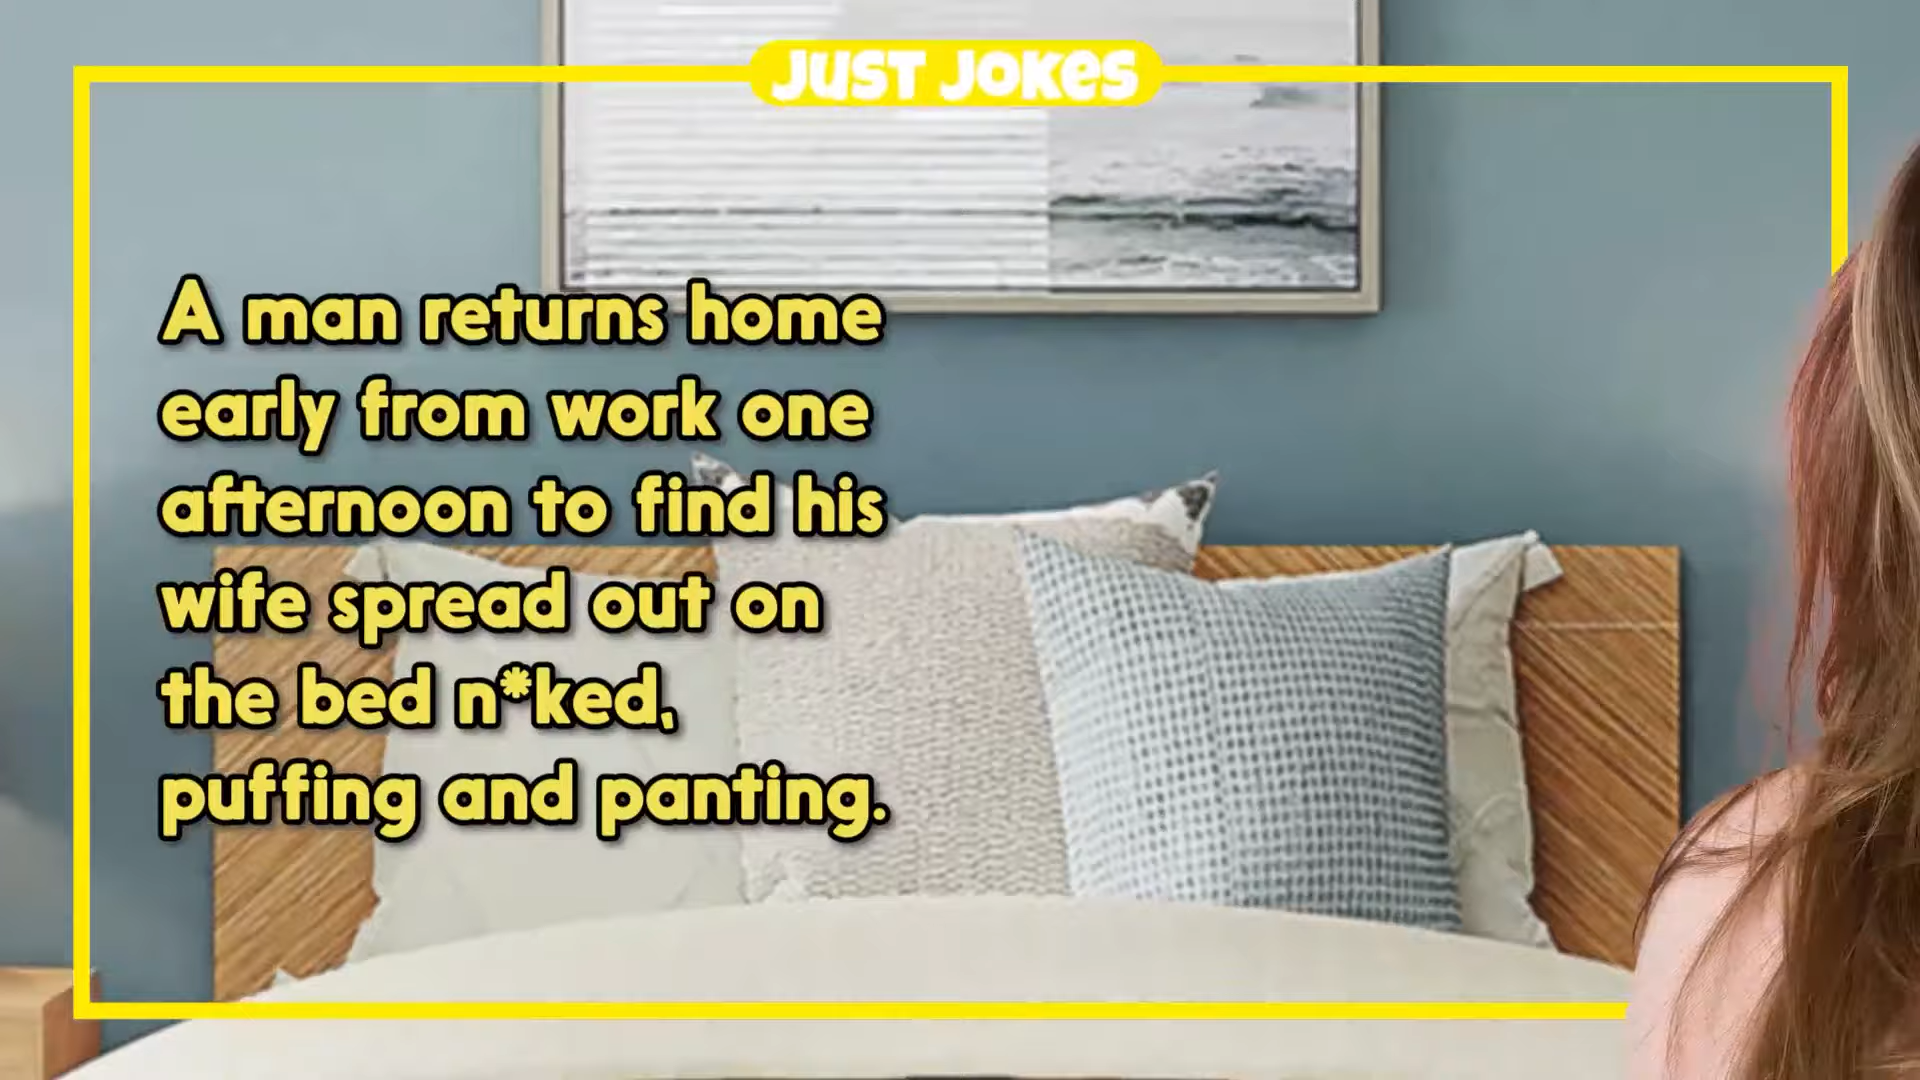 JUST JOKES
A man returns home
early from work one
afternoon to find his
wife spread out on
the bed n*ked,
puffing and panting.